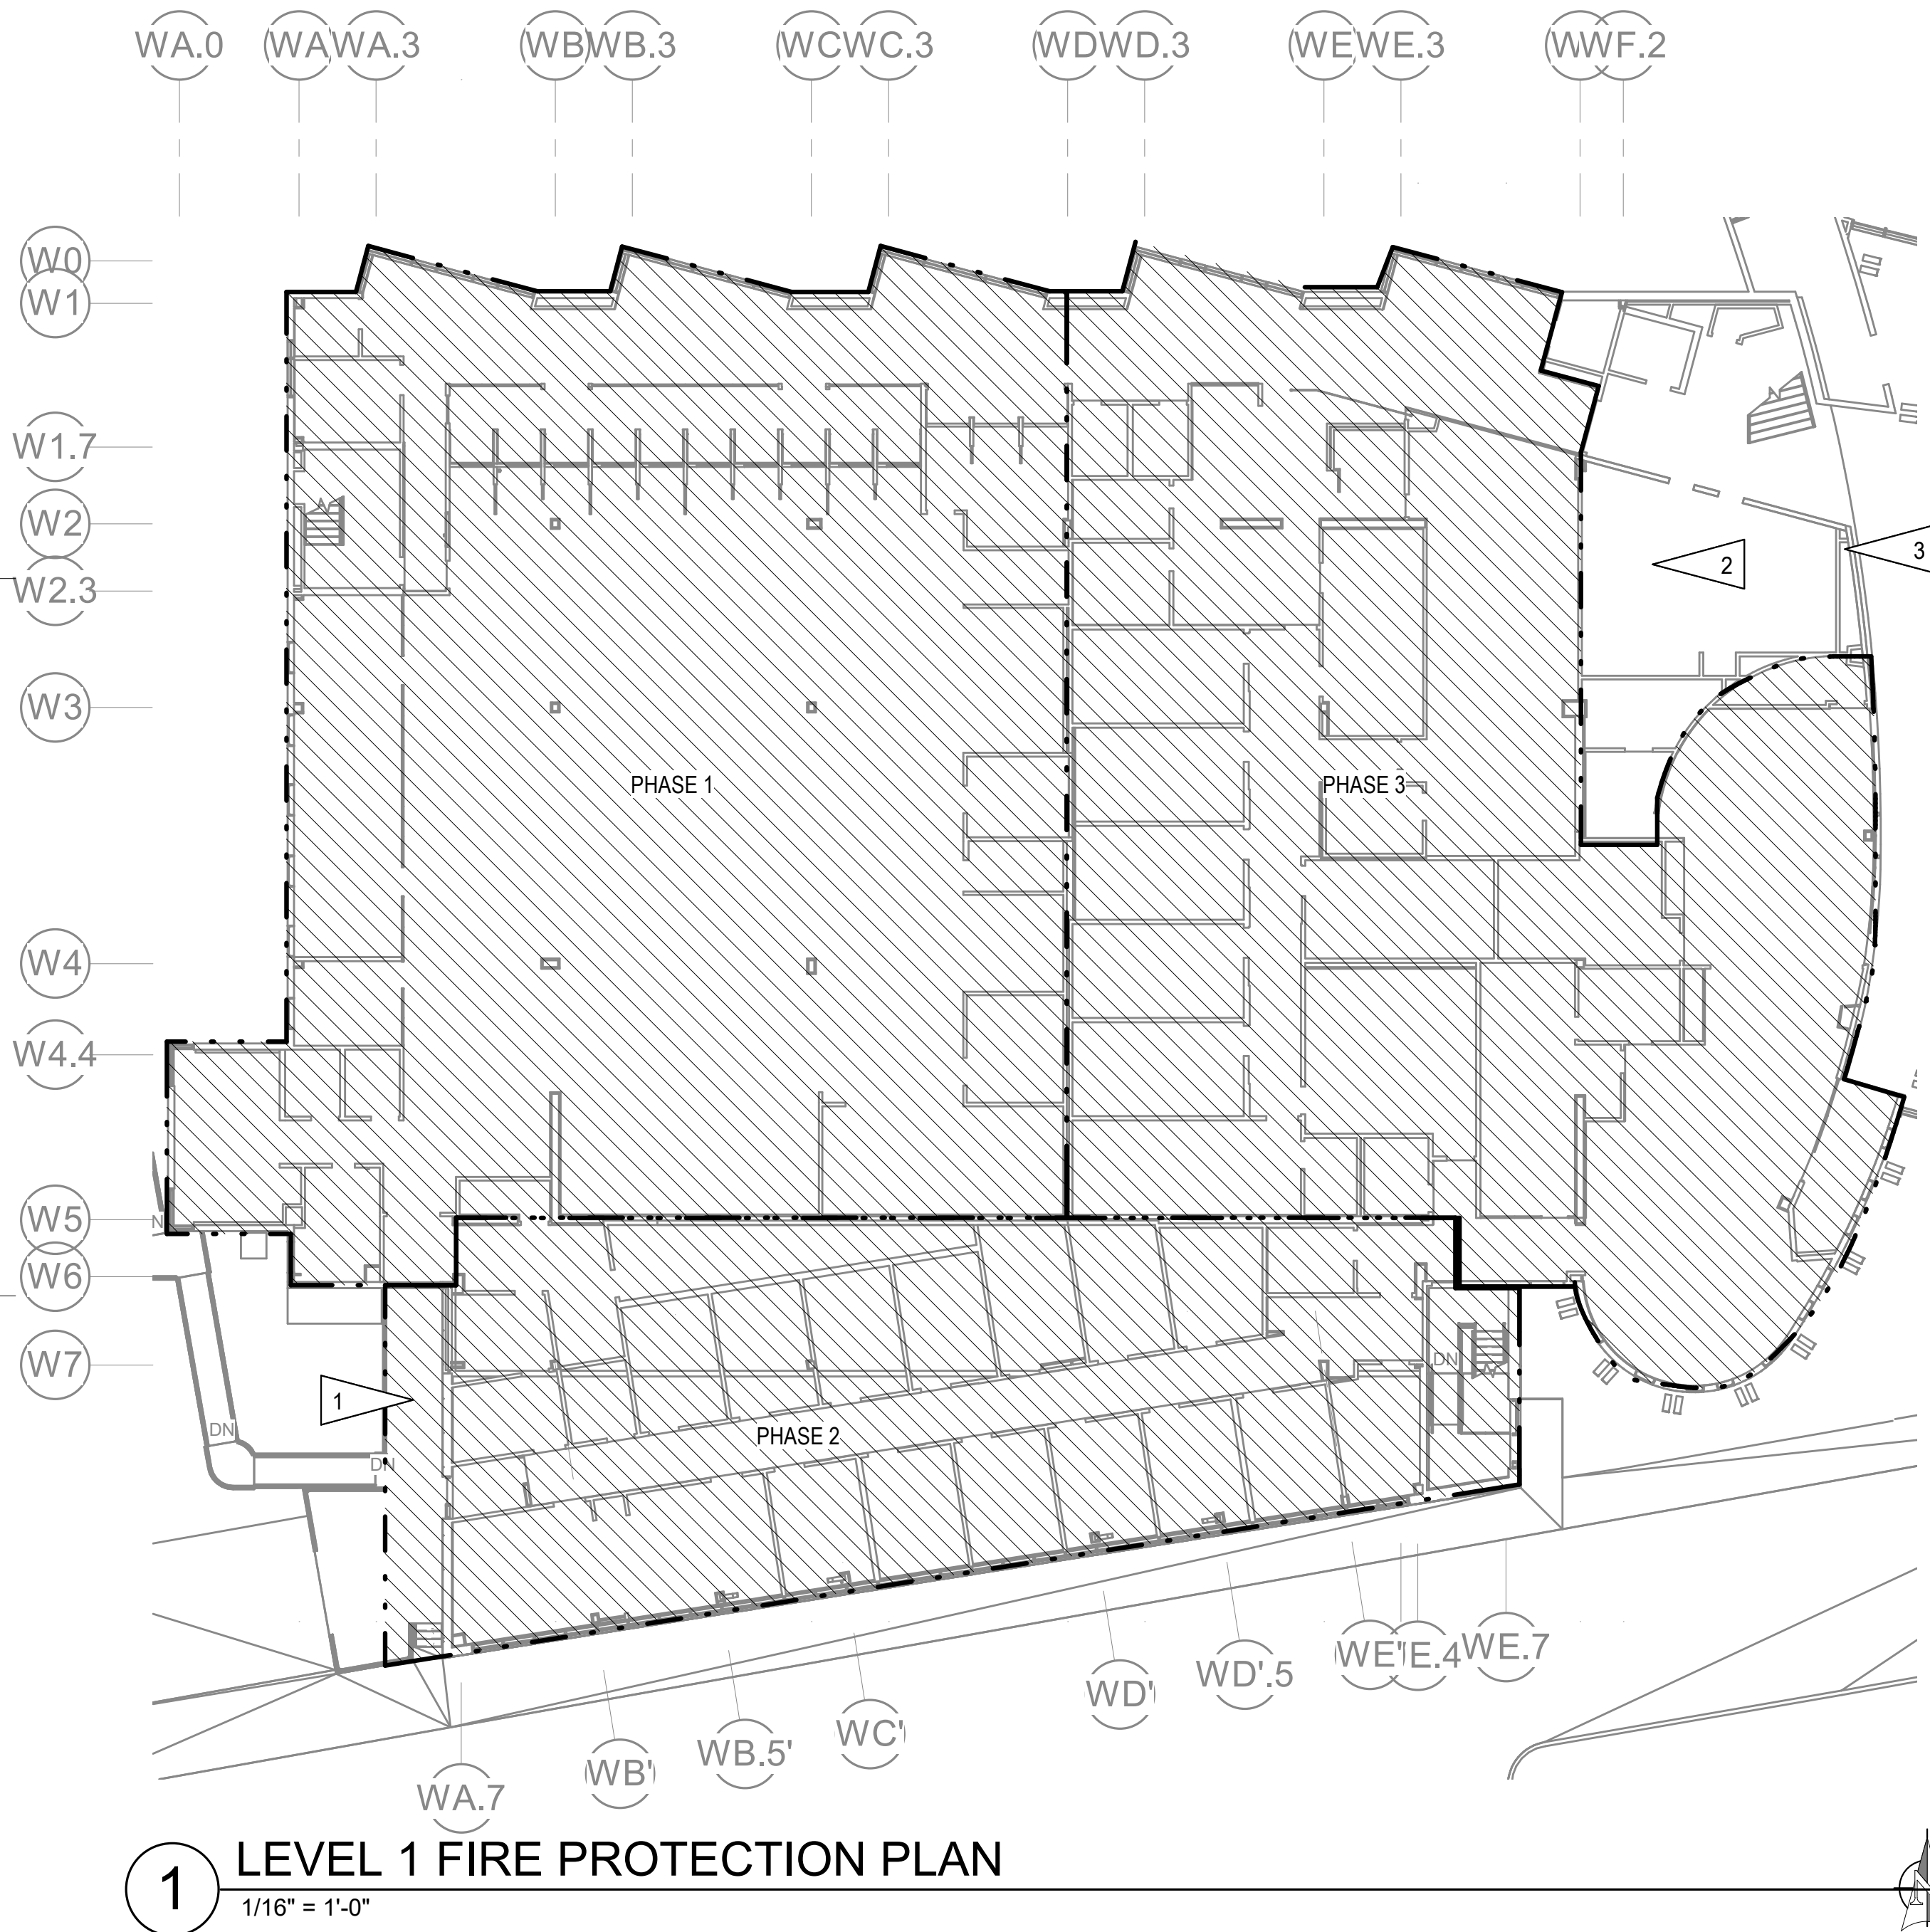 WA.0 WA WA.3 WB WB.3 WC WC.3 WD WD.3 WE WE.3 W WF.2
W0
W1
W1.7
W2
2
3
W2.3
W3
PHASE 1 PHASE 3
W4
W4.4
W5
N
W6
W7
DN
1
DN
PHASE 2
DN
WE' E.4 WE.7
WD'.5
WD'
WC'
WB.5'
WB'
WA.7
1
LEVEL 1 FIRE PROTECTION PLAN
1/16" = 1'-0"
N